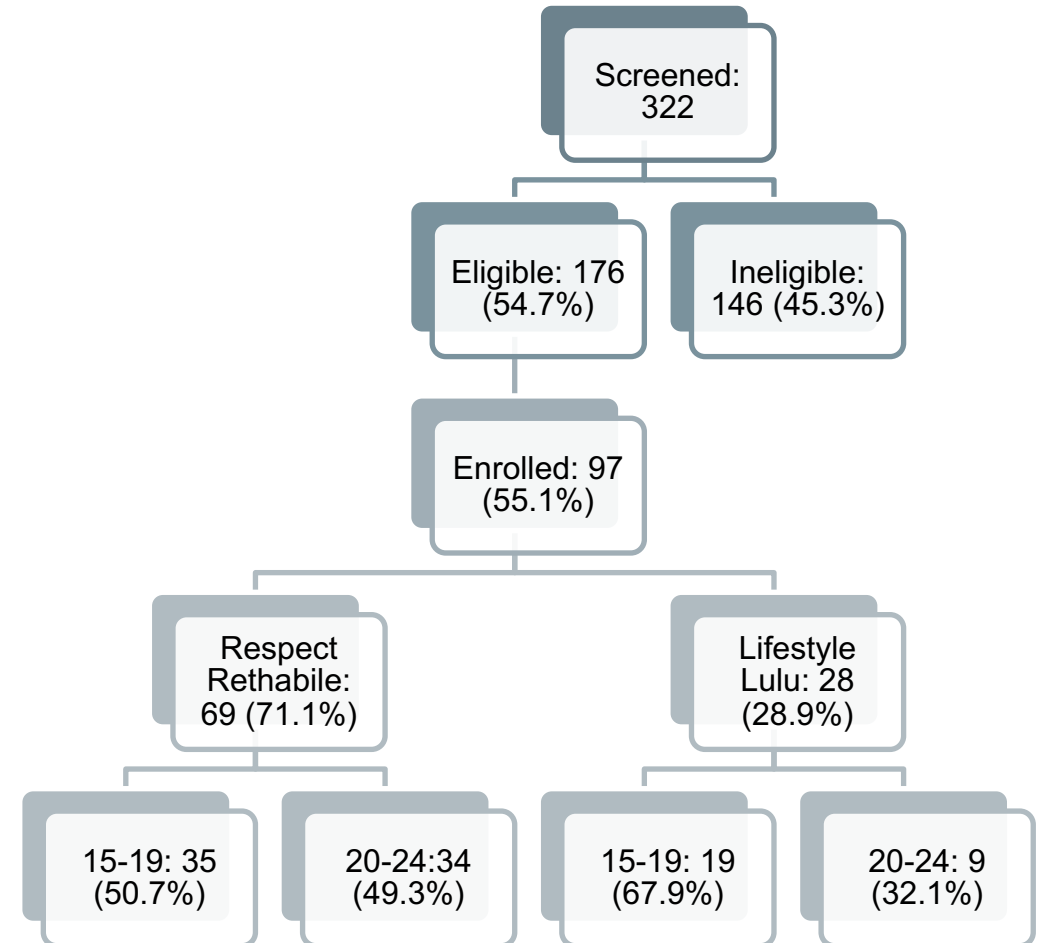 Screened:
322
Eligible: 176
(54.7%)
Ineligible:
146 (45.3%)
Enrolled: 97
(55.1%)
Respect
Rethabile:
69 (71.1%)
Lifestyle
Lulu: 28
(28.9%)
15-19: 35
(50.7%)
20-24:34
(49.3%)
15-19: 19
(67.9%)
20-24: 9
(32.1%)